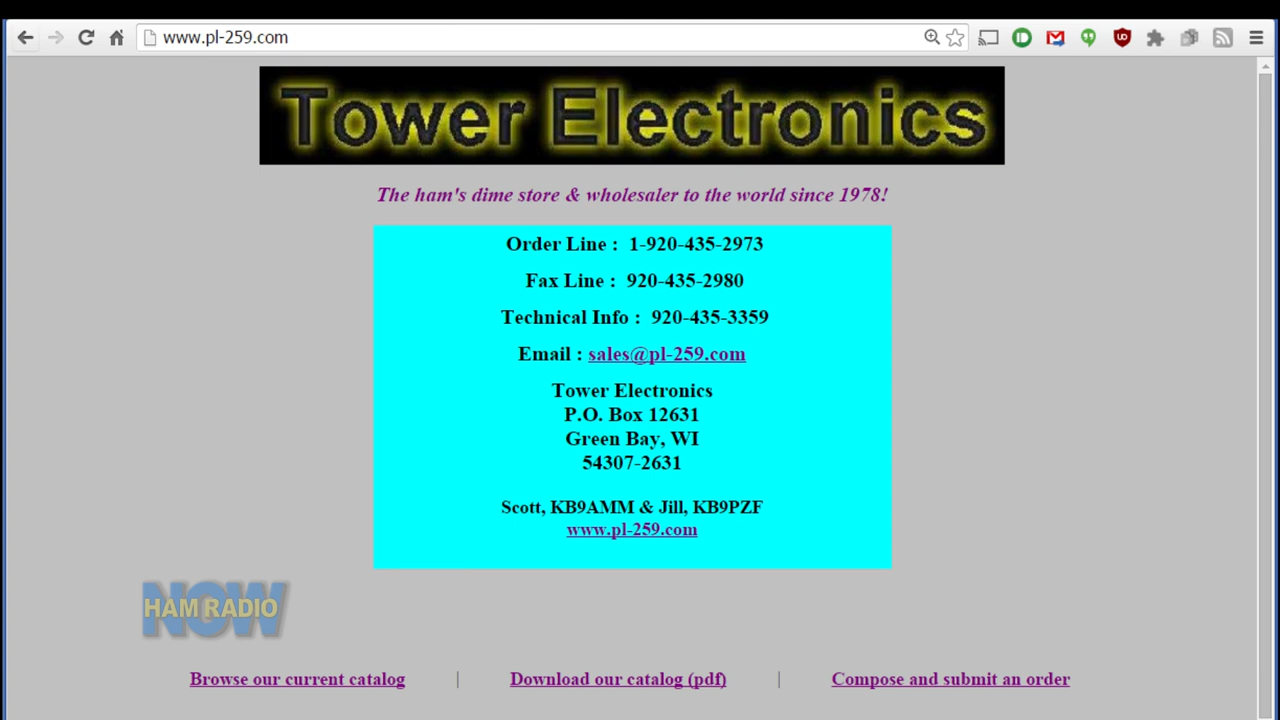 www.pl-259.com
Tower Electronics
The ham's dime store & wholesaler to the world since 1978!
Order Line : 1-920-435-2973
Fax Line : 920-435-2980
Technical Info : 920-435-3359
Email : sales@pl-259.com
Tower Electronics
P.O. Box 12631
Green Bay, WI
54307-2631
Scott, KB9AMM & Jill, KB9PZF
www.pl-259.com
NOW
HAM RADIO
Browse our current catalog | Download our catalog (pdf) | Compose and submit an order